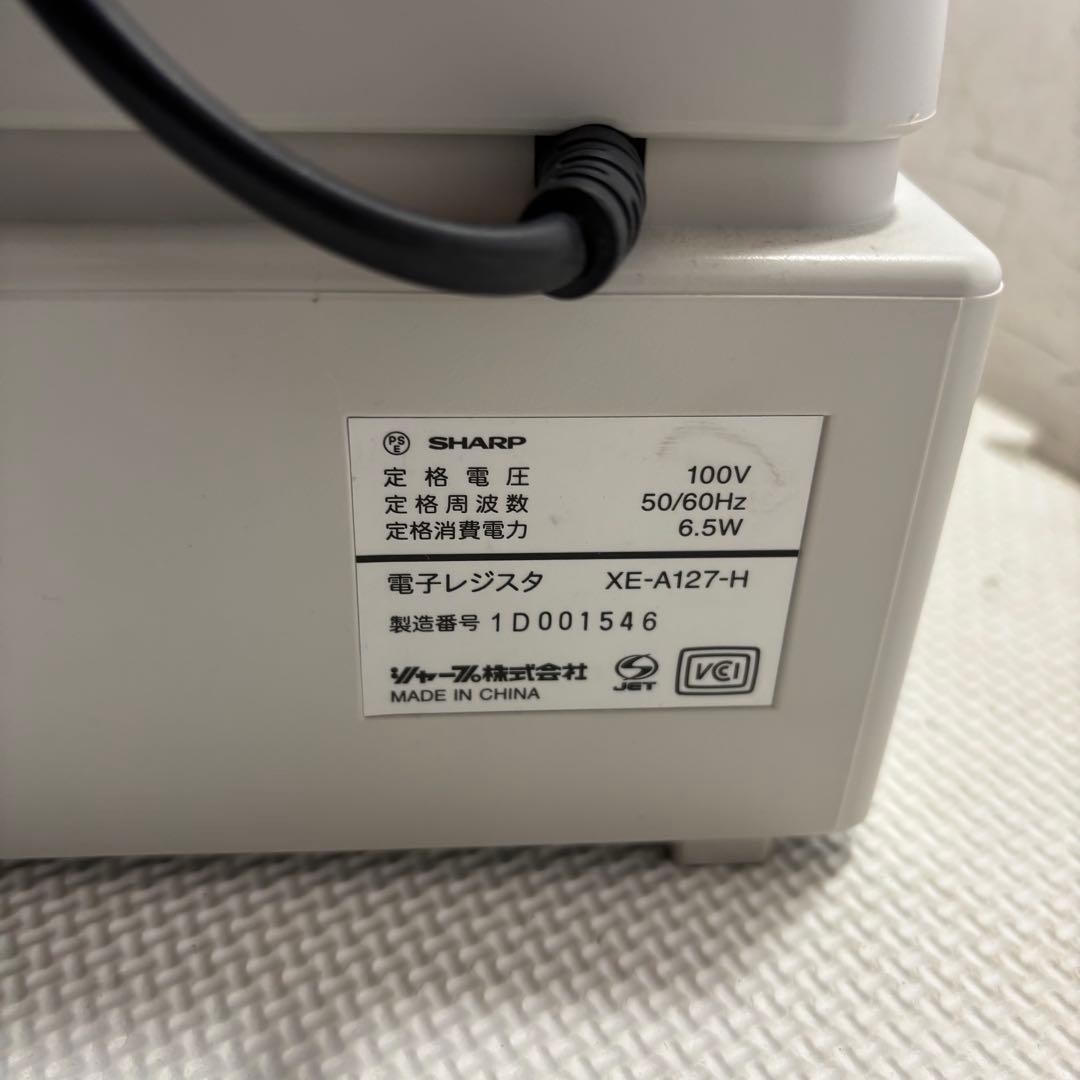 PSE SHARP
定格電圧 100V
定格周波数 50/60Hz
定格消費電力 6.5W
電子レジスタ XE-A127-H
製造番号 1D001546
シャープ株式会社 JET VCCI
MADE IN CHINA